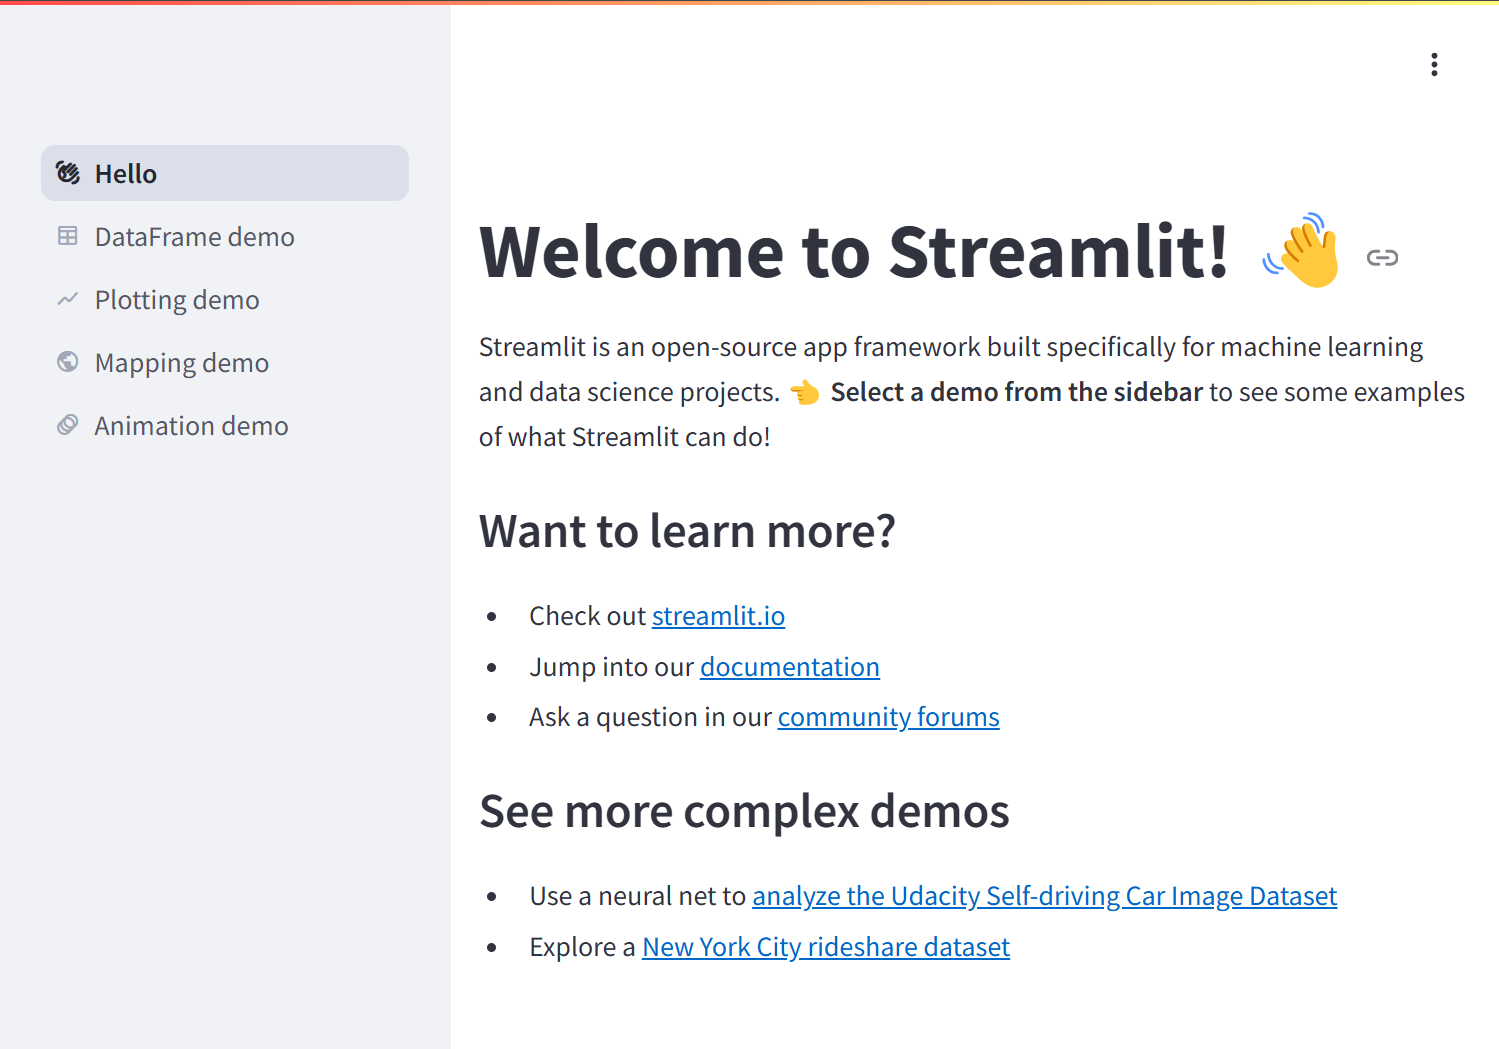 Hello
DataFrame demo
Plotting demo
Mapping demo
Animation demo
Welcome to Streamlit! 👋
Streamlit is an open-source app framework built specifically for machine learning
and data science projects. 👈 Select a demo from the sidebar to see some examples
of what Streamlit can do!
Want to learn more?
• Check out streamlit.io
• Jump into our documentation
• Ask a question in our community forums
See more complex demos
• Use a neural net to analyze the Udacity Self-driving Car Image Dataset
• Explore a New York City rideshare dataset